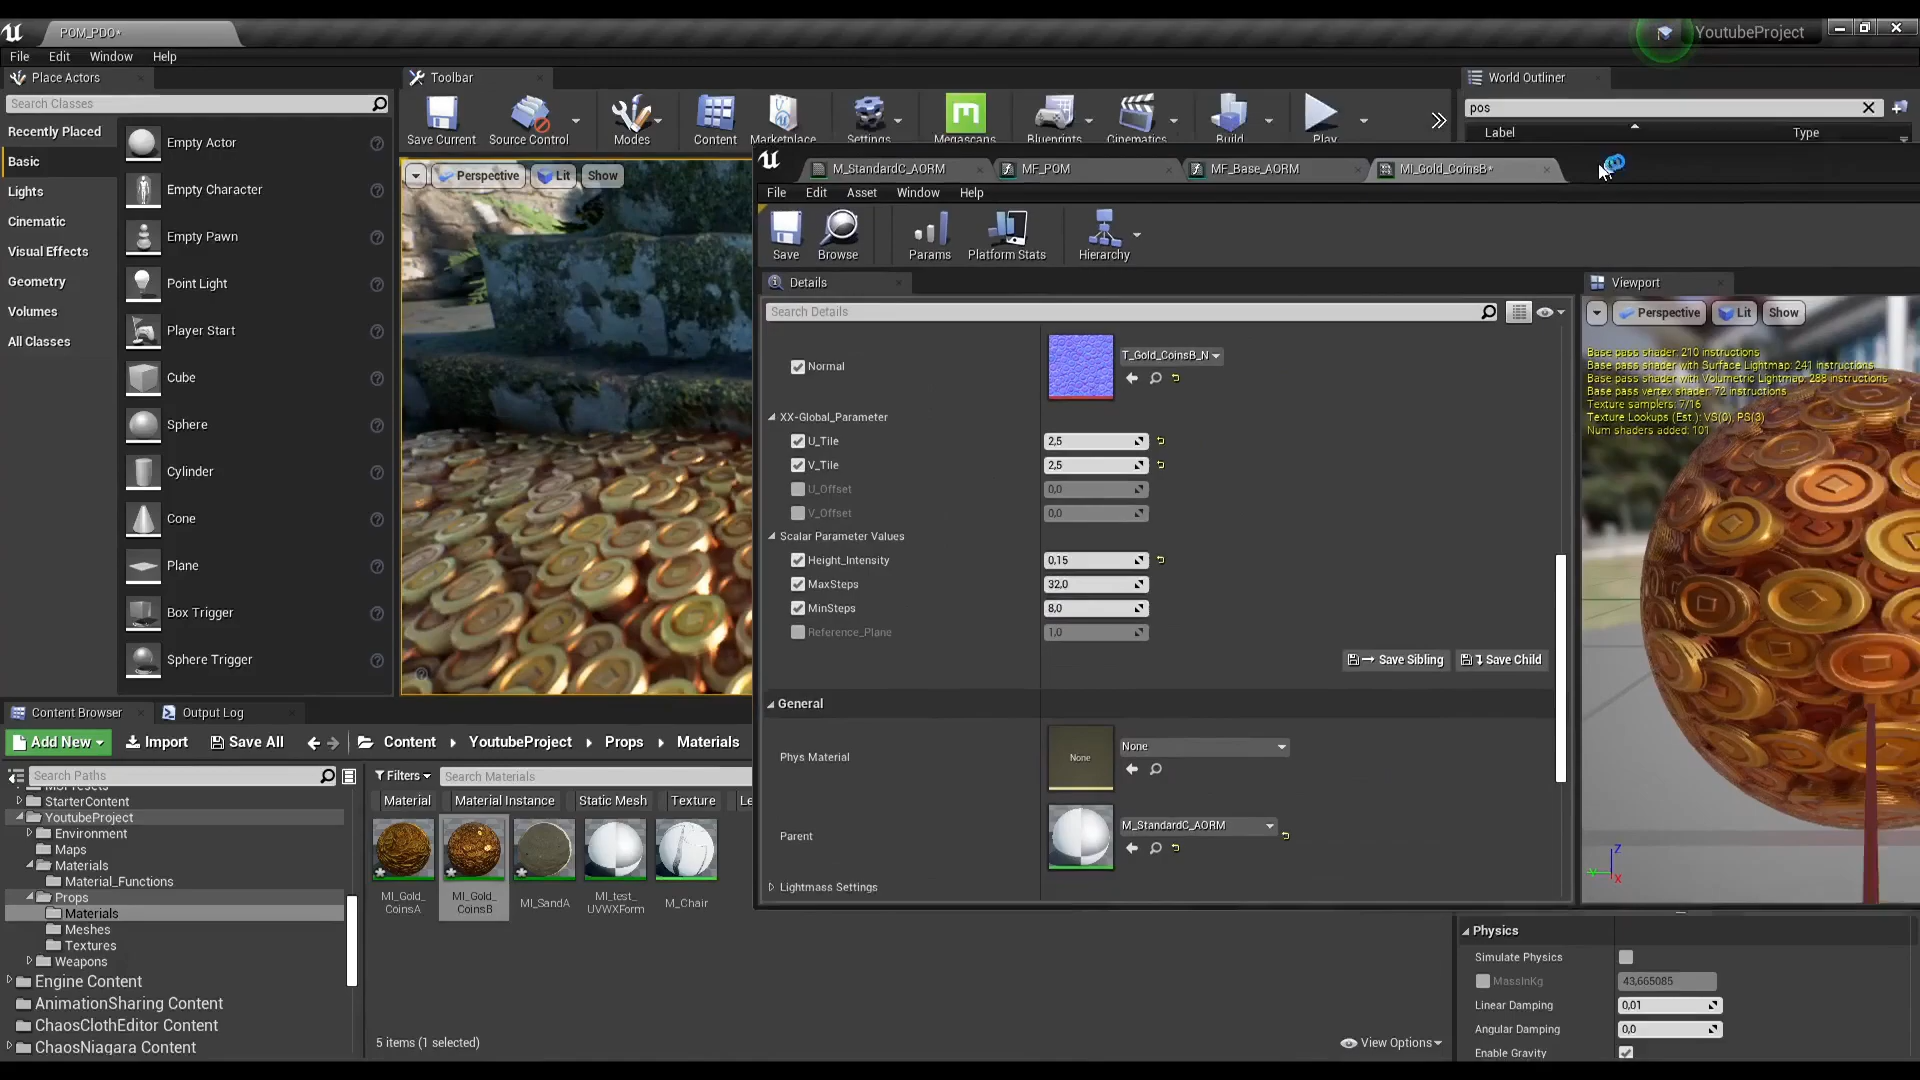 POM_PDO*
YoutubeProject
File Edit Window Help
Place Actors
Toolbar
World Outliner
Search Classes
pos
Label Type
Recently Placed
Basic
Lights
Cinematic
Visual Effects
Geometry
Volumes
All Classes
Empty Actor
Empty Character
Empty Pawn
Point Light
Player Start
Cube
Sphere
Cylinder
Cone
Plane
Box Trigger
Sphere Trigger
Save Current Source Control Modes Content Marketplace Settings Megascans Blueprints Cinematics Build Play
Perspective Lit Show
M_StandardC_AORM MF_POM MF_Base_AORM MI_Gold_CoinsB*
File Edit Asset Window Help
Save Browse Params Platform Stats Hierarchy
Details
Viewport
Search Details
Perspective Lit Show
Base pass shader: 210 instructions
Base pass shader with Surface Lightmap: 241 instructions
Base pass shader with Volumetric Lightmap: 288 instructions
Base pass vertex shader: 72 instructions
Texture samplers: 7/16
Texture Lookups (Est.): VS(0), PS(3)
Num shaders added: 101
Normal T_Gold_CoinsB_N
XX-Global_Parameter
U_Tile 2,5
V_Tile 2,5
U_Offset 0,0
V_Offset 0,0
Scalar Parameter Values
Height_Intensity 0,15
MaxSteps 32,0
MinSteps 8,0
Reference_Plane 1,0
Save Sibling Save Child
General
Phys Material None None
Parent M_StandardC_AORM
Lightmass Settings
Z
Y
X
Content Browser Output Log
Add New Import Save All Content YoutubeProject Props Materials
Search Paths
Filters Search Materials
Material Material Instance Static Mesh Texture Le
StarterContent
YoutubeProject
Environment
Maps
Materials
Material_Functions
Props
Materials
Meshes
Textures
Weapons
Engine Content
AnimationSharing Content
ChaosClothEditor Content
ChaosNiagara Content
MI_Gold_
CoinsA
MI_Gold_
CoinsB
MI_SandA
MI_test_
UVWXForm
M_Chair
5 items (1 selected)
View Options
Physics
Simulate Physics
MassInKg 43,665085
Linear Damping 0,01
Angular Damping 0,0
Enable Gravity